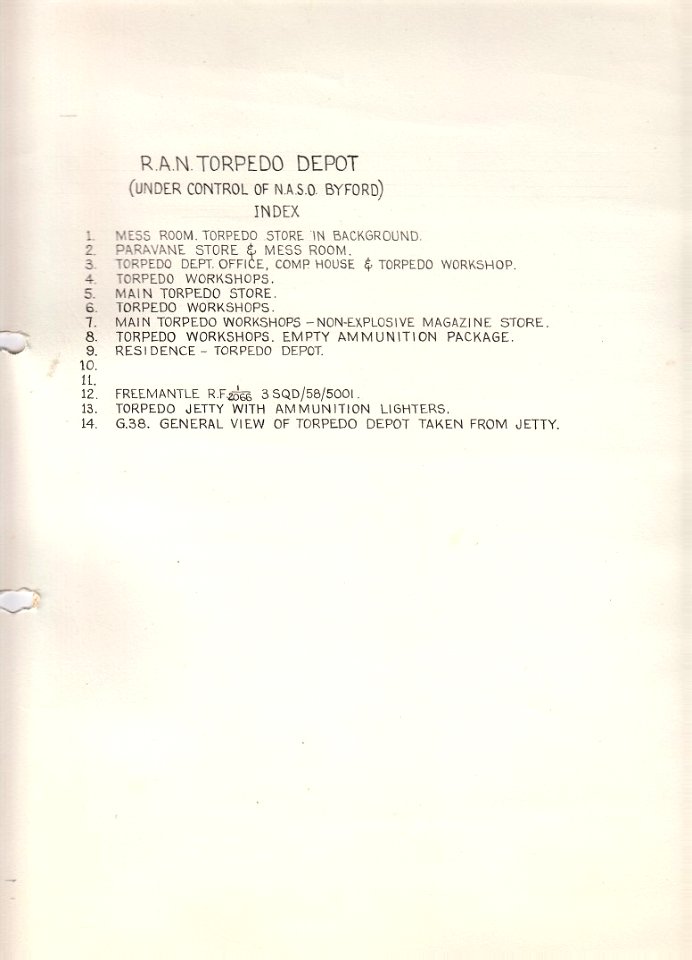 R.A.N. TORPEDO DEPOT
(UNDER CONTROL OF N.A.S.O. BYFORD)
INDEX
1. MESS ROOM. TORPEDO STORE IN BACKGROUND.
2. PARAVANE STORE & MESS ROOM.
3. TORPEDO DEPT. OFFICE, COMP. HOUSE & TORPEDO WORKSHOP.
4. TORPEDO WORKSHOPS.
5. MAIN TORPEDO STORE.
6. TORPEDO WORKSHOPS.
7. MAIN TORPEDO WORKSHOPS – NON-EXPLOSIVE MAGAZINE STORE.
8. TORPEDO WORKSHOPS. EMPTY AMMUNITION PACKAGE.
9. RESIDENCE – TORPEDO DEPOT.
10.
11.
12. FREEMANTLE R.F. 1/2066 3 SQD/58/5001.
13. TORPEDO JETTY WITH AMMUNITION LIGHTERS.
14. G.38. GENERAL VIEW OF TORPEDO DEPOT TAKEN FROM JETTY.